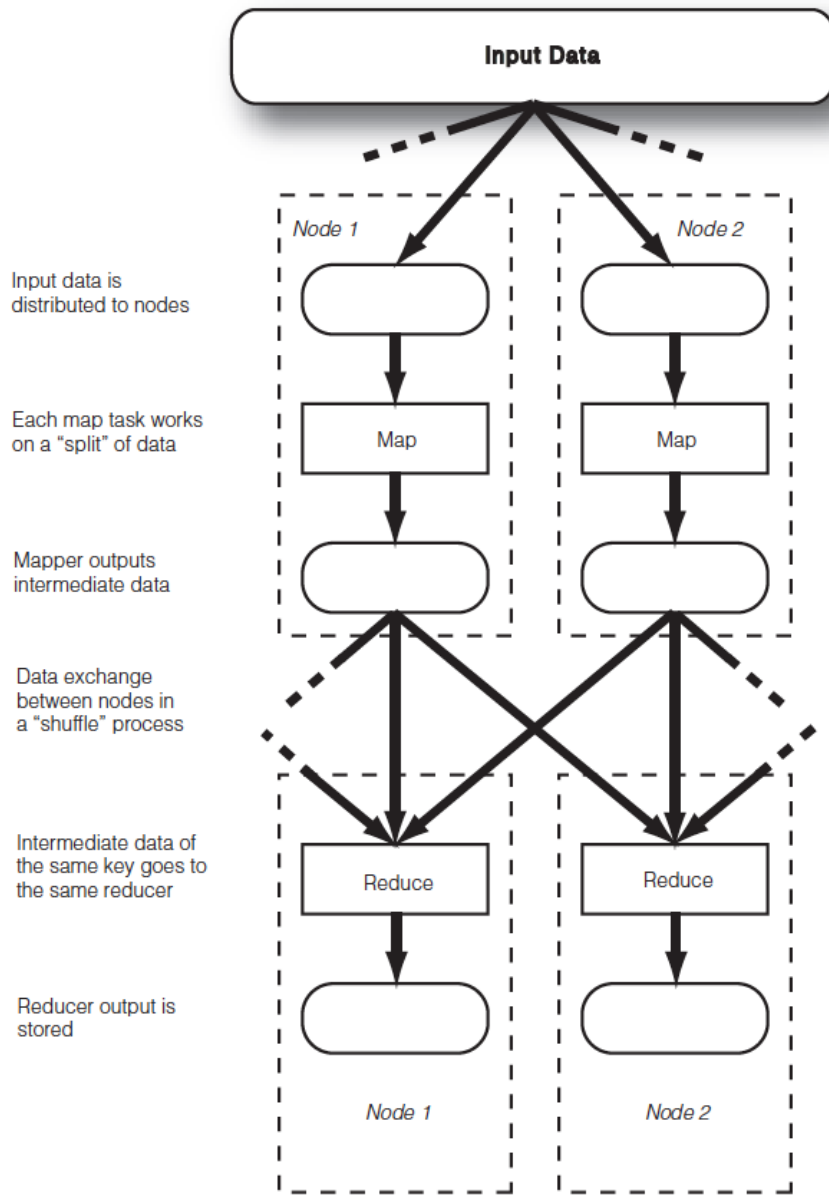 Input Data
Node 1
Node 2
Input data is
distributed to nodes
Each map task works
on a “split” of data
Map
Map
Mapper outputs
intermediate data
Data exchange
between nodes in
a “shuffle” process
Intermediate data of
the same key goes to
the same reducer
Reduce
Reduce
Reducer output is
stored
Node 1
Node 2